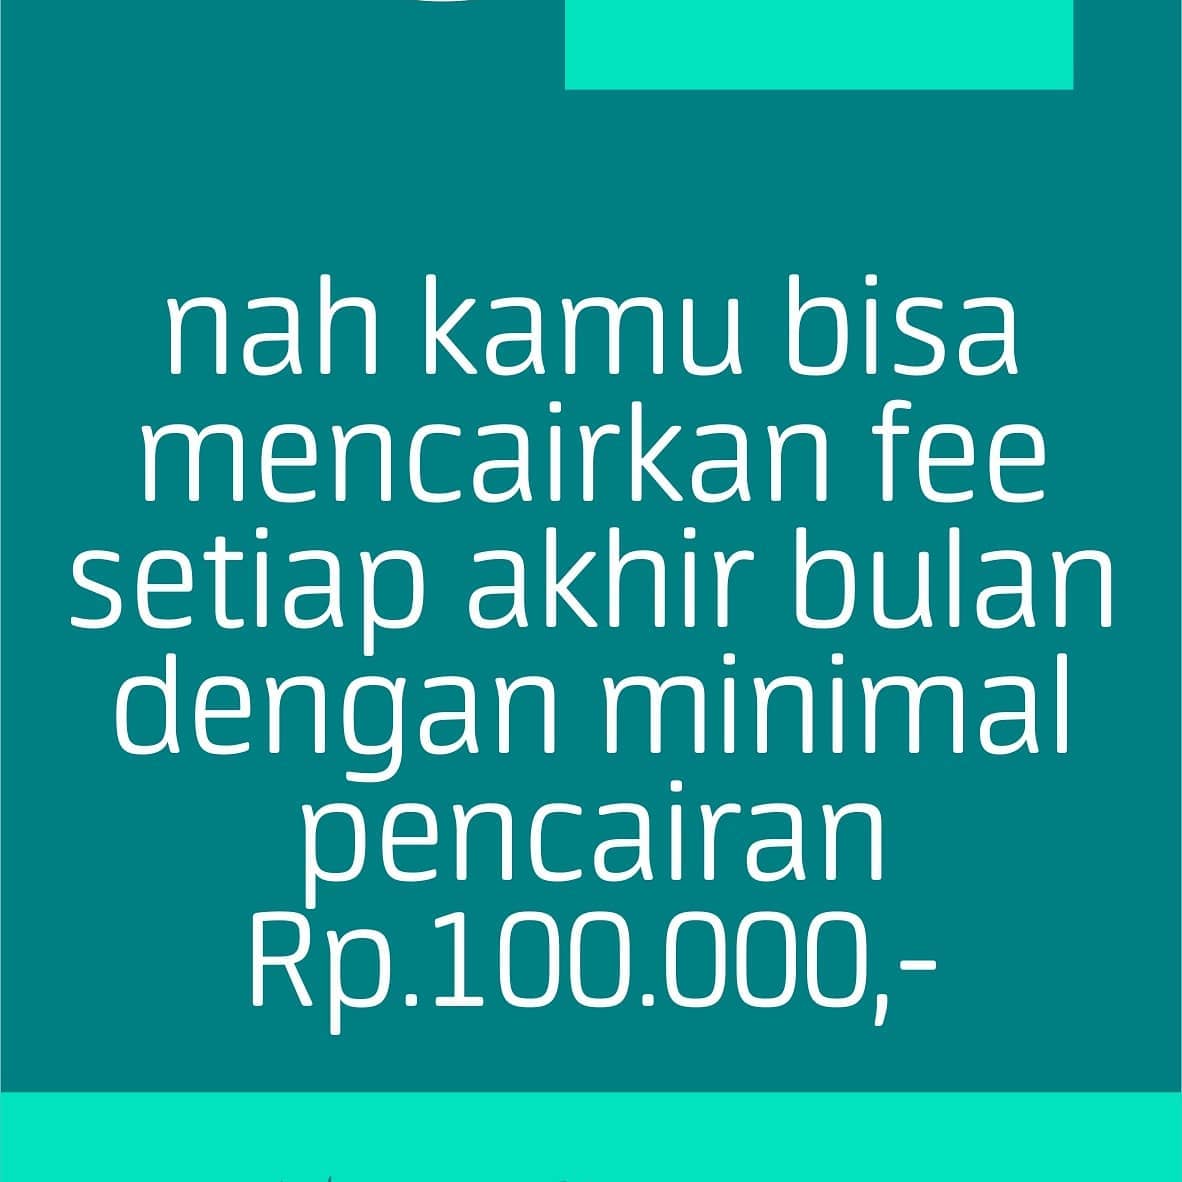 nah kamu bisa
mencairkan fee
setiap akhir bulan
dengan minimal
pencairan
Rp.100.000,-